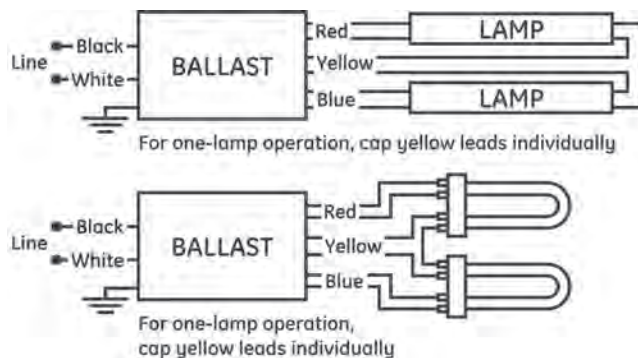 Red
LAMP
Line
Black
White
BALLAST
Yellow
Blue
LAMP
For one-lamp operation, cap yellow leads individually
Line
Black
White
BALLAST
Red
Yellow
Blue
For one-lamp operation,
cap yellow leads individually